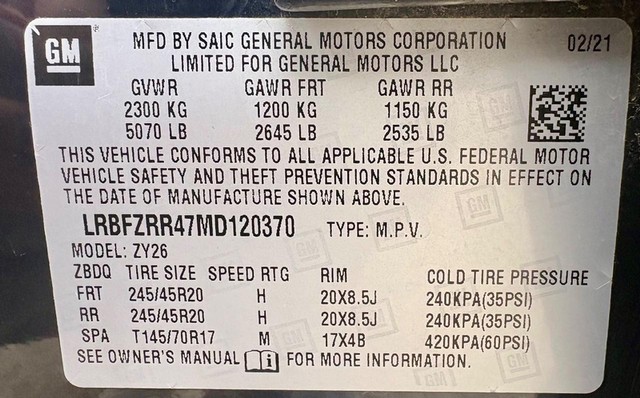 GM
MFD BY SAIC GENERAL MOTORS CORPORATION 02/21
LIMITED FOR GENERAL MOTORS LLC
GVWR GAWR FRT GAWR RR
2300 KG 1200 KG 1150 KG
5070 LB 2645 LB 2535 LB
THIS VEHICLE CONFORMS TO ALL APPLICABLE U.S. FEDERAL MOTOR
VEHICLE SAFETY AND THEFT PREVENTION STANDARDS IN EFFECT ON
THE DATE OF MANUFACTURE SHOWN ABOVE.
LRBFZRR47MD120370 TYPE: M.P.V.
MODEL: ZY26
ZBDQ TIRE SIZE SPEED RTG RIM COLD TIRE PRESSURE
FRT 245/45R20 H 20X8.5J 240KPA(35PSI)
RR 245/45R20 H 20X8.5J 240KPA(35PSI)
SPA T145/70R17 M 17X4B 420KPA(60PSI)
SEE OWNER'S MANUAL FOR MORE INFORMATION.